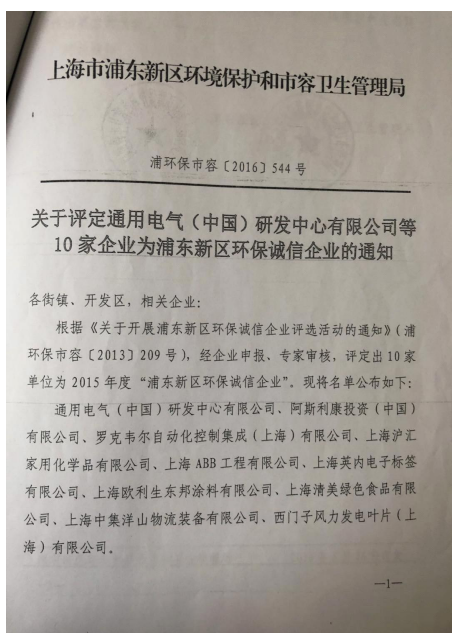 上海市浦东新区环境保护和市容卫生管理局
浦环保市容〔2016〕544 号
关于评定通用电气（中国）研发中心有限公司等
10 家企业为浦东新区环保诚信企业的通知
各街镇、开发区，相关企业：
根据《关于开展浦东新区环保诚信企业评选活动的通知》（浦
环保市容〔2013〕209 号），经企业申报、专家审核，评定出 10 家
单位为 2015 年度“浦东新区环保诚信企业”。现将名单公布如下：
通用电气（中国）研发中心有限公司、阿斯利康投资（中国）
有限公司、罗克韦尔自动化控制集成（上海）有限公司、上海沪汇
家用化学品有限公司、上海 ABB 工程有限公司、上海英内电子标签
有限公司、上海欧利生东邦涂料有限公司、上海清美绿色食品有限
公司、上海中集洋山物流装备有限公司、西门子风力发电叶片（上
海）有限公司。
—1—